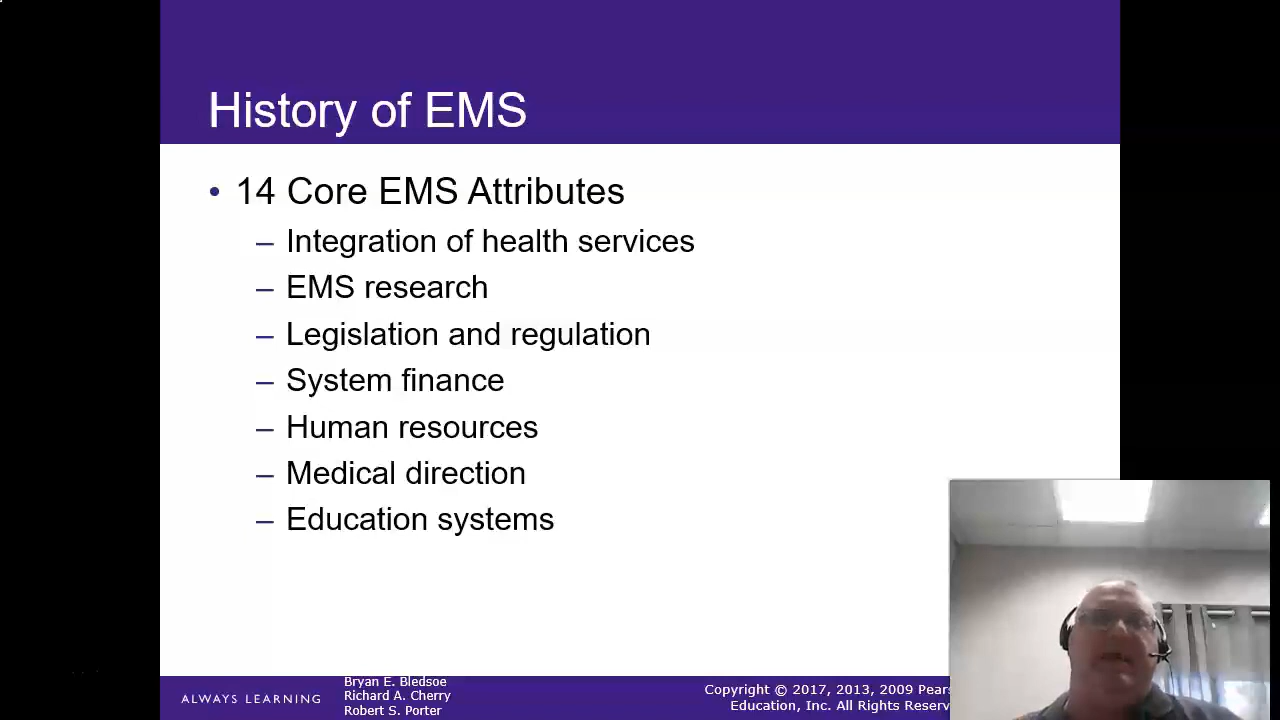 History of EMS
• 14 Core EMS Attributes
– Integration of health services
– EMS research
– Legislation and regulation
– System finance
– Human resources
– Medical direction
– Education systems
ALWAYS LEARNING
Bryan E. Bledsoe
Richard A. Cherry
Robert S. Porter
Copyright © 2017, 2013, 2009
Education, Inc. All Rights